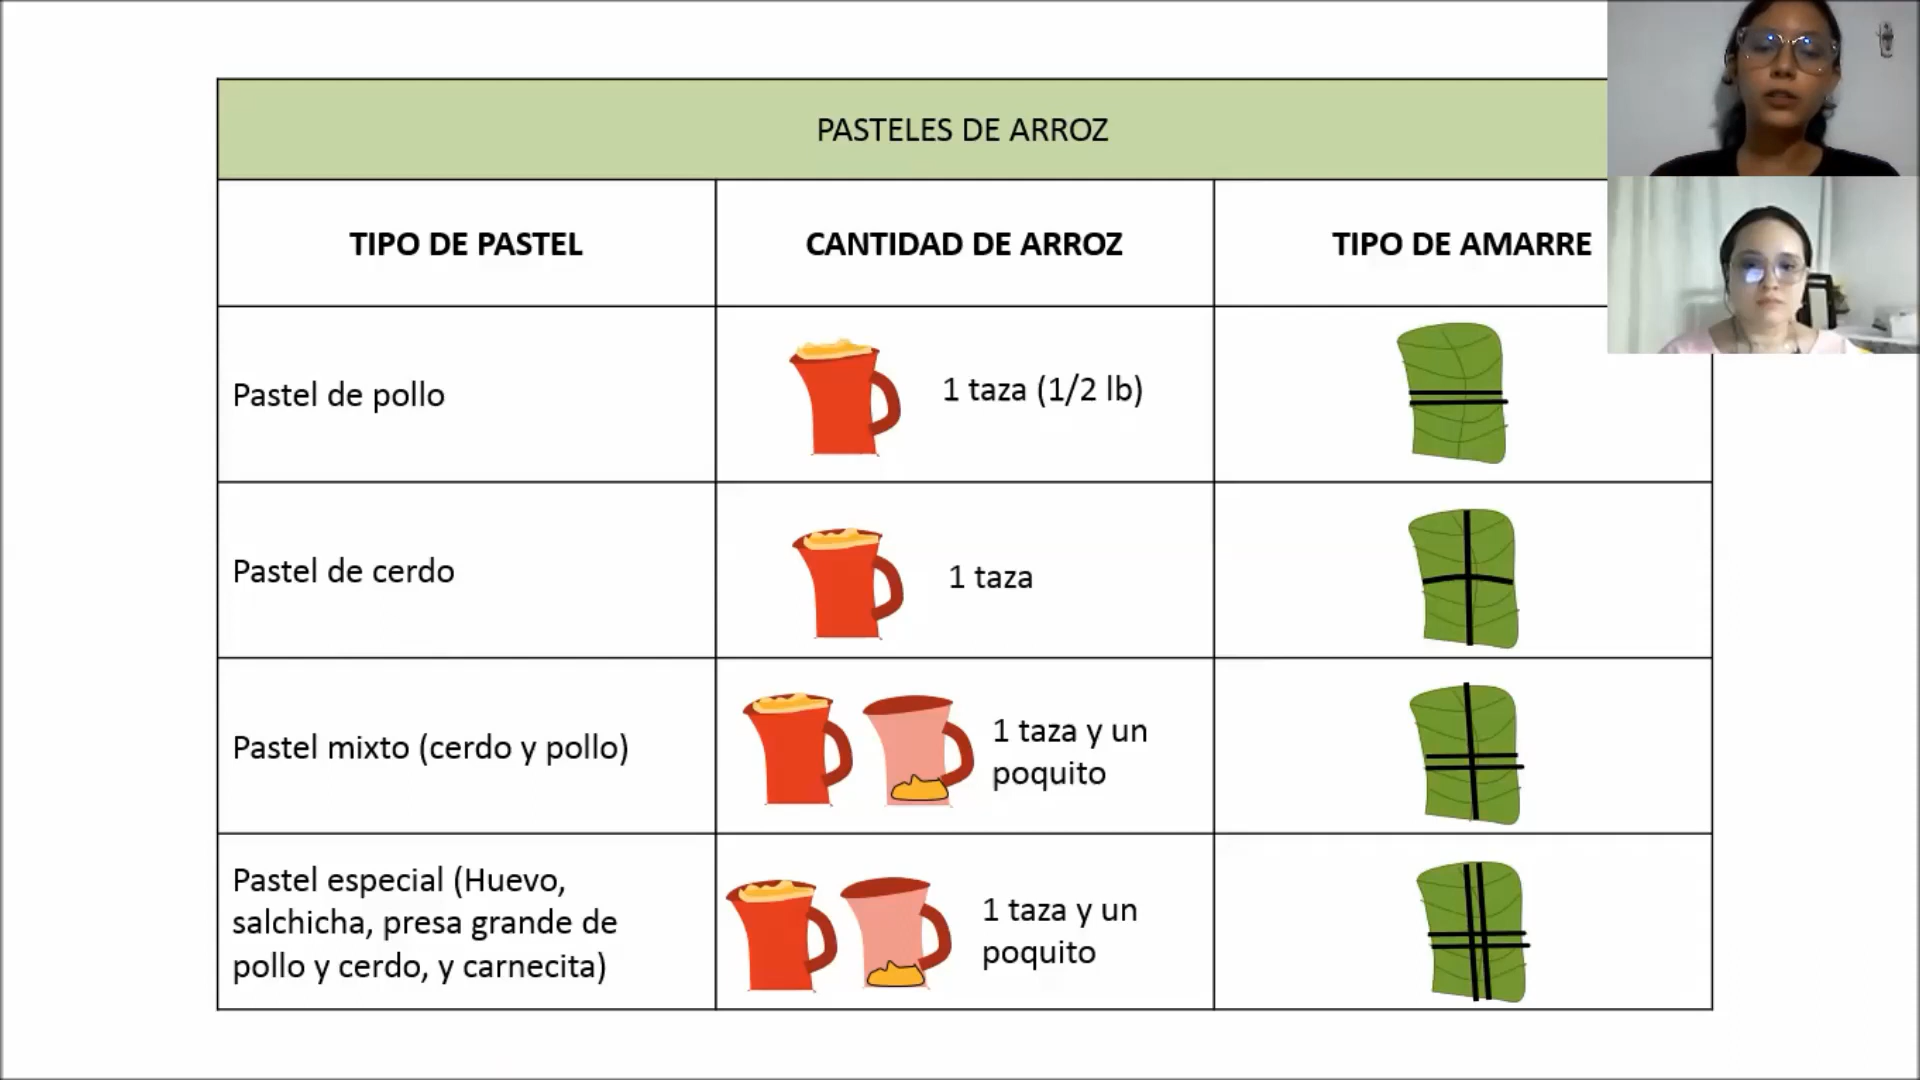 PASTELES DE ARROZ
TIPO DE PASTEL
CANTIDAD DE ARROZ
TIPO DE AMARRE
Pastel de pollo
1 taza (1/2 lb)
Pastel de cerdo
1 taza
Pastel mixto (cerdo y pollo)
1 taza y un
poquito
Pastel especial (Huevo,
salchicha, presa grande de
pollo y cerdo, y carnecita)
1 taza y un
poquito